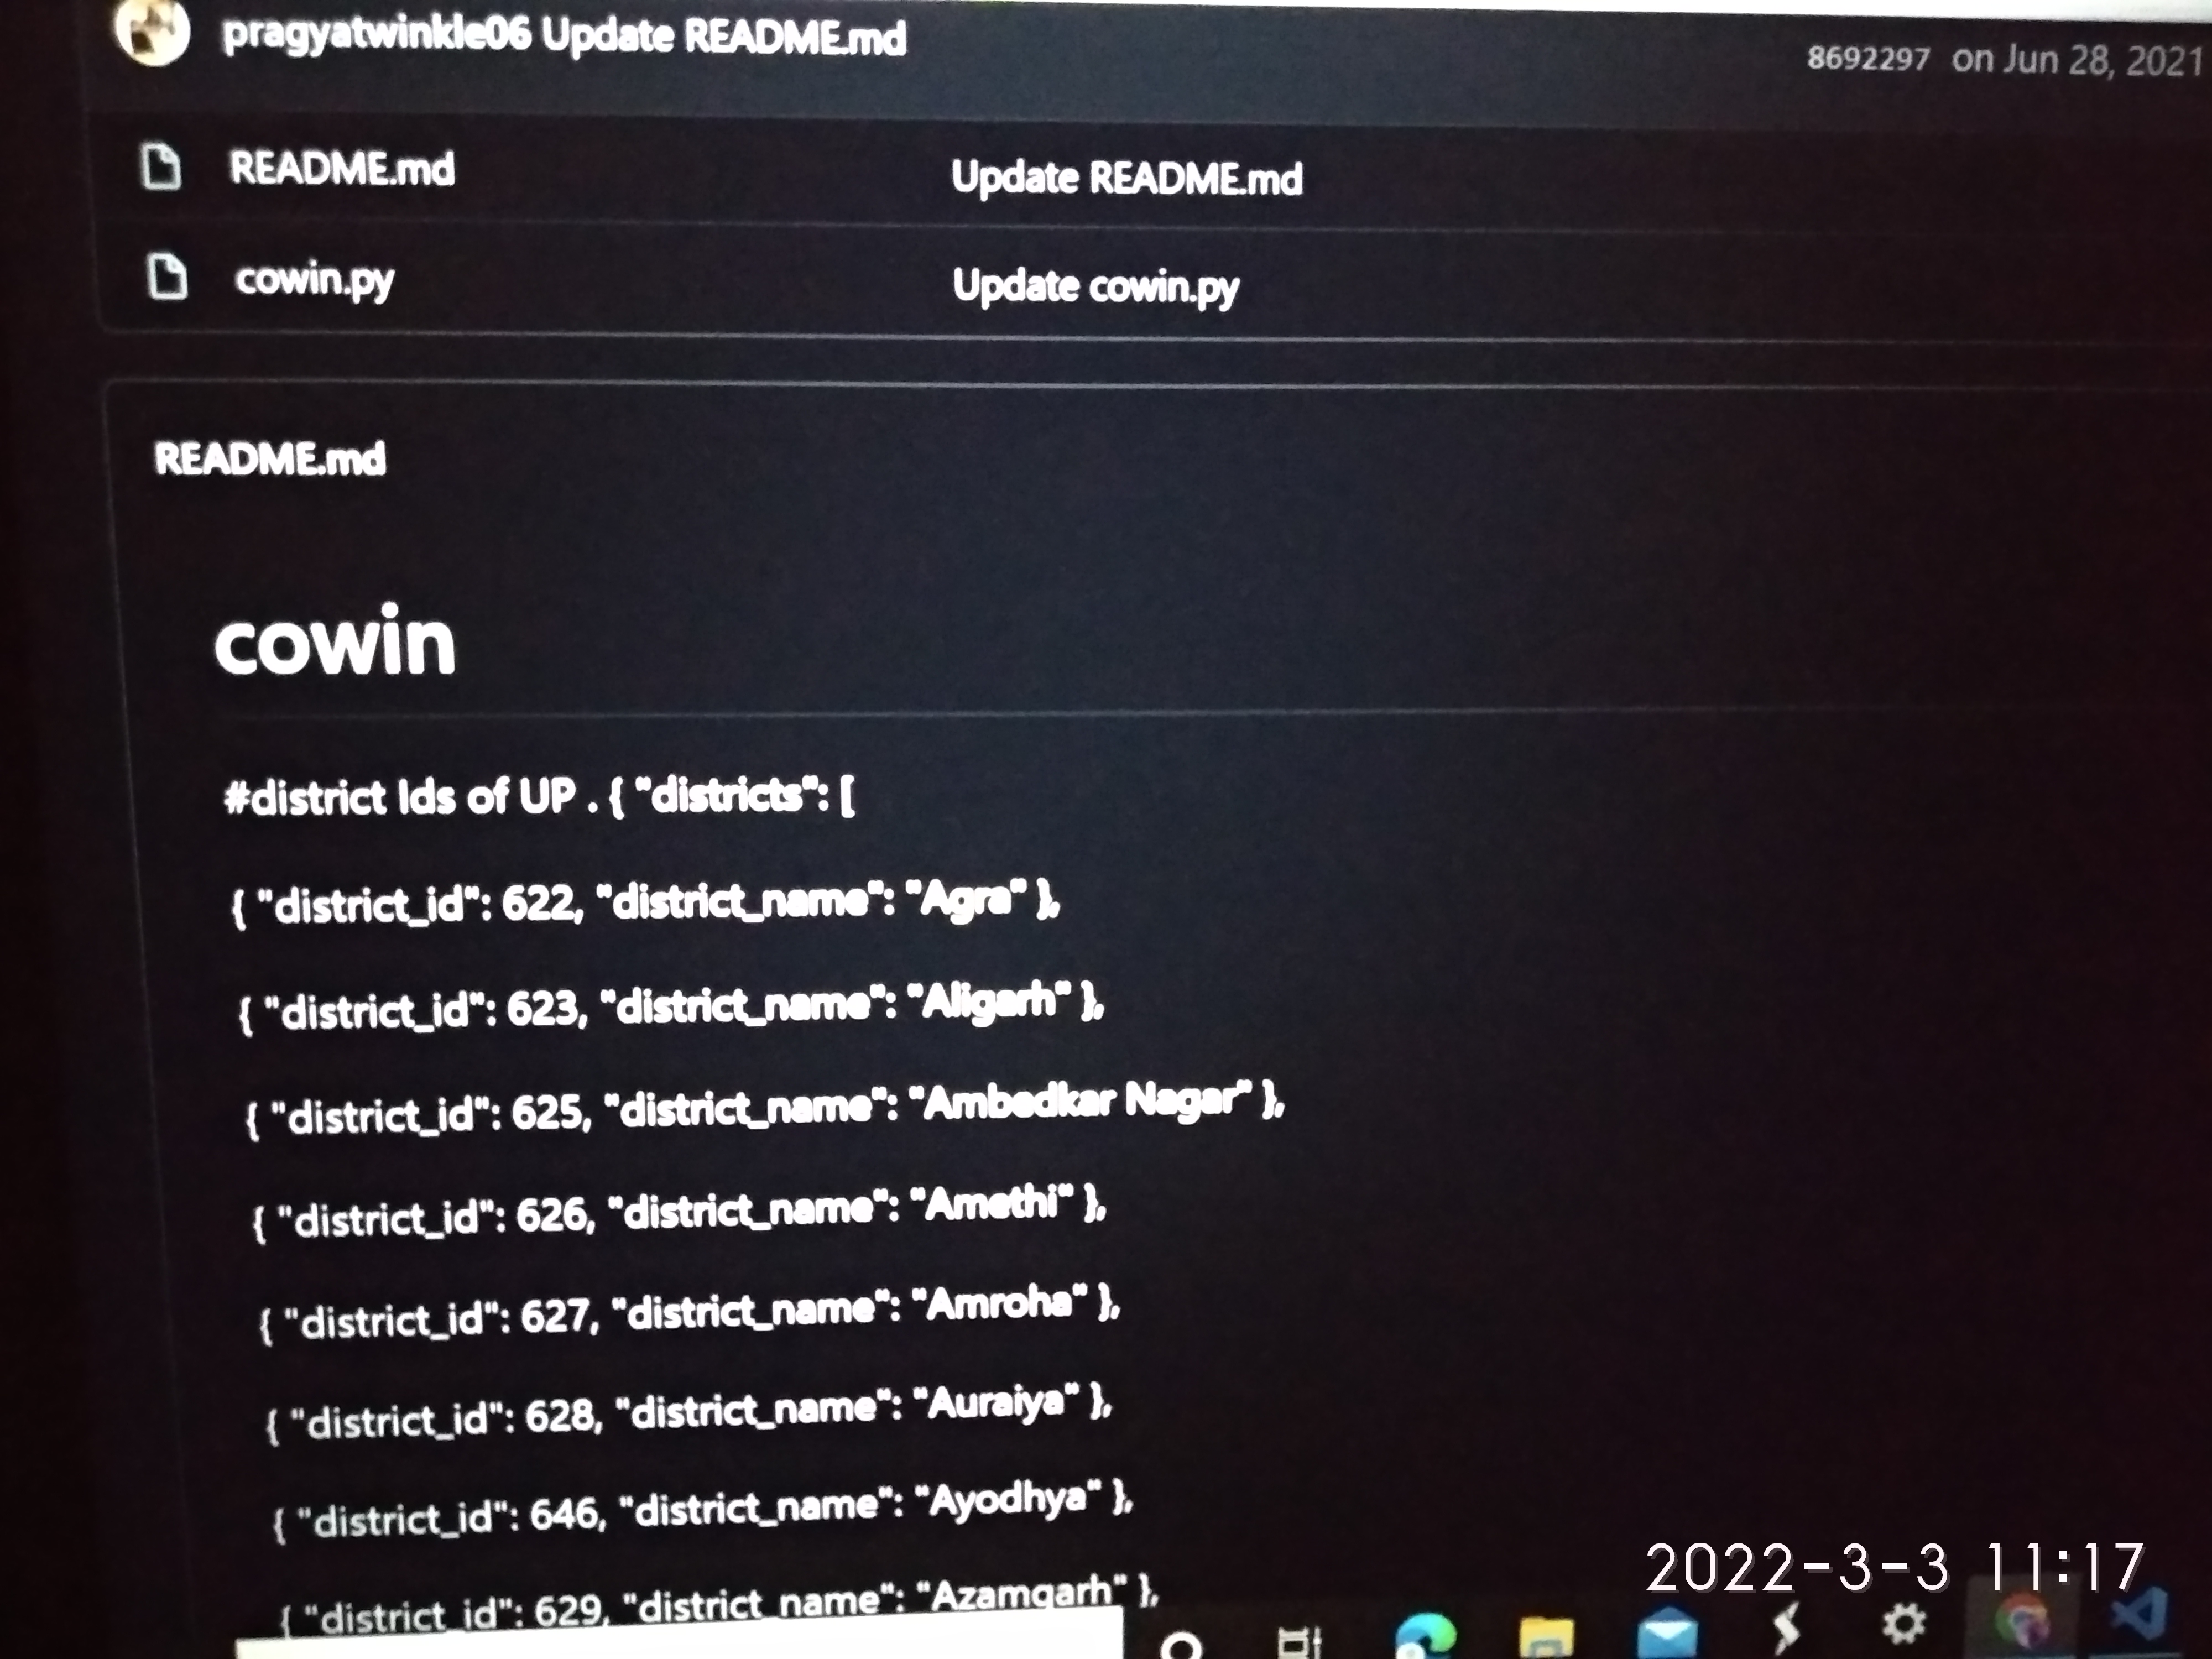 pragyatwinkle06 Update README.md 8692297 on Jun 28, 2021
README.md Update README.md
cowin.py Update cowin.py
README.md
cowin
#district Ids of UP . { "districts": [
{ "district_id": 622, "district_name": "Agra" },
{ "district_id": 623, "district_name": "Aligarh" },
{ "district_id": 625, "district_name": "Ambedkar Nagar" },
{ "district_id": 626, "district_name": "Amethi" },
{ "district_id": 627, "district_name": "Amroha" },
{ "district_id": 628, "district_name": "Auraiya" },
{ "district_id": 646, "district_name": "Ayodhya" },
{ "district_id": 629, "district_name": "Azamgarh" },
2022-3-3 11:17